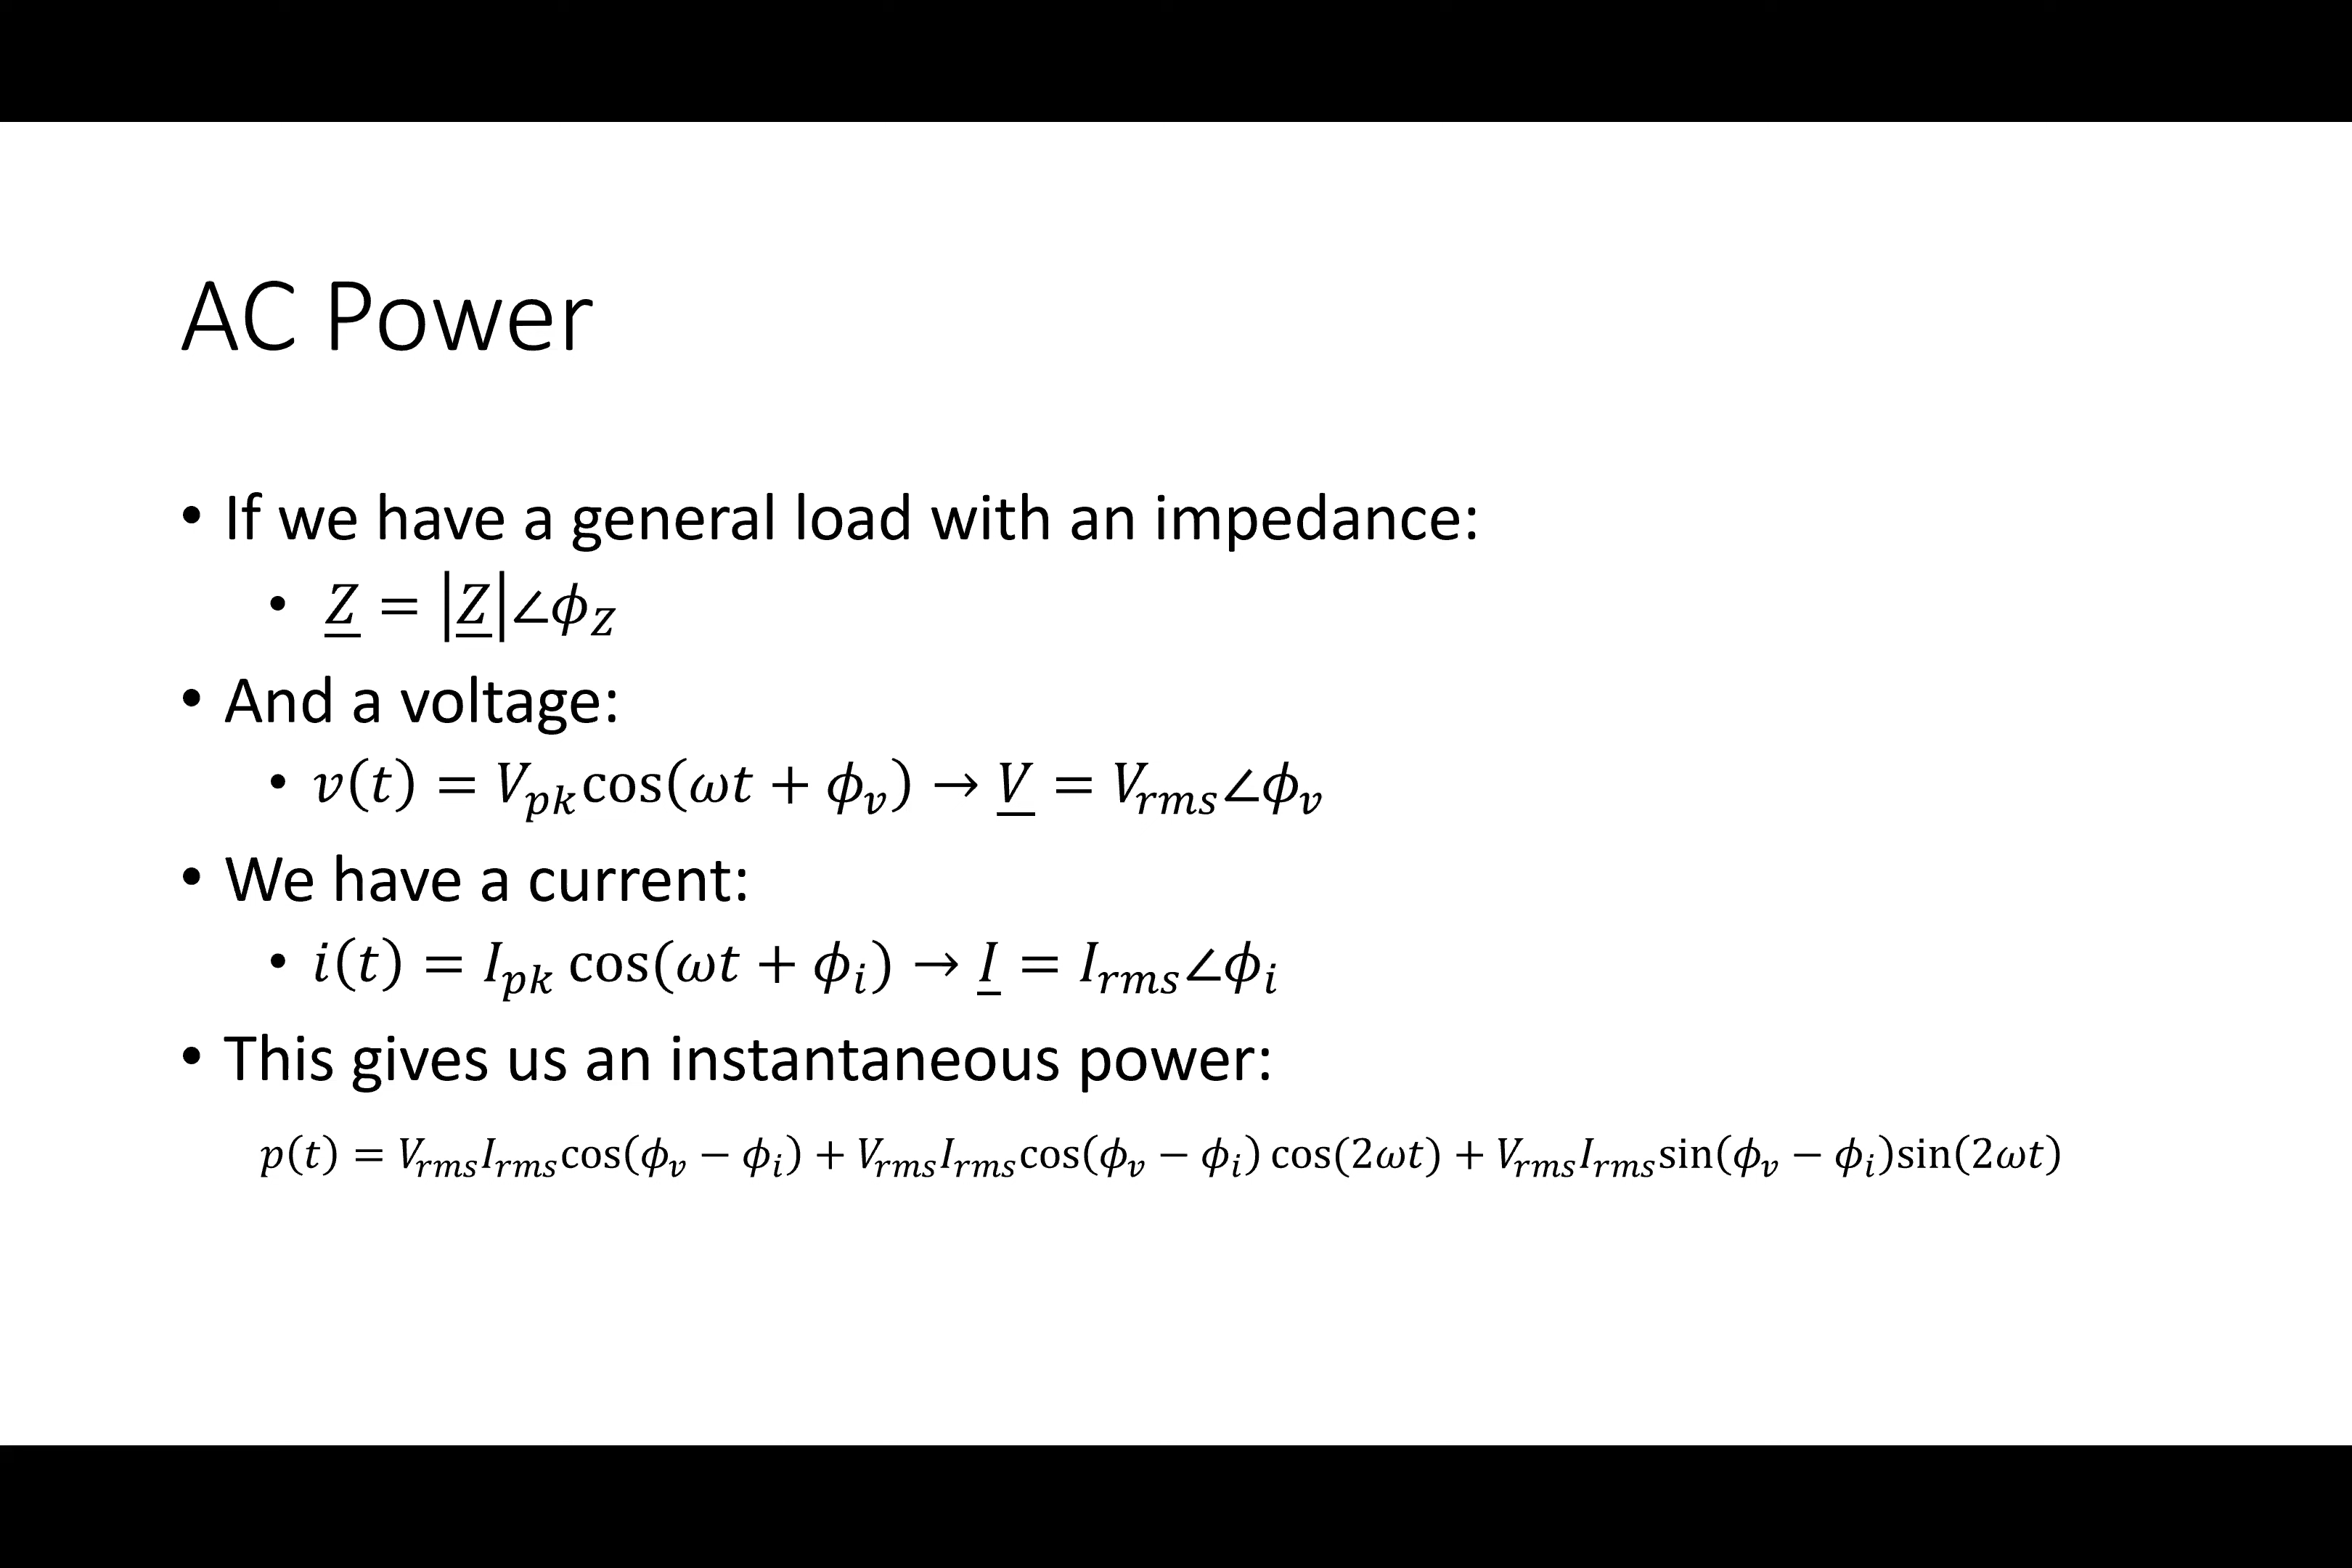 AC Power
• If we have a general load with an impedance:
• Z = |Z|∠ϕ_Z
• And a voltage:
• v(t) = V_pk cos(ωt + ϕ_v) → V = V_rms∠ϕ_v
• We have a current:
• i(t) = I_pk cos(ωt + ϕ_i) → I = I_rms∠ϕ_i
• This gives us an instantaneous power:
p(t) = V_rms I_rms cos(ϕ_v − ϕ_i) + V_rms I_rms cos(ϕ_v − ϕ_i) cos(2ωt) + V_rms I_rms sin(ϕ_v − ϕ_i)sin(2ωt)